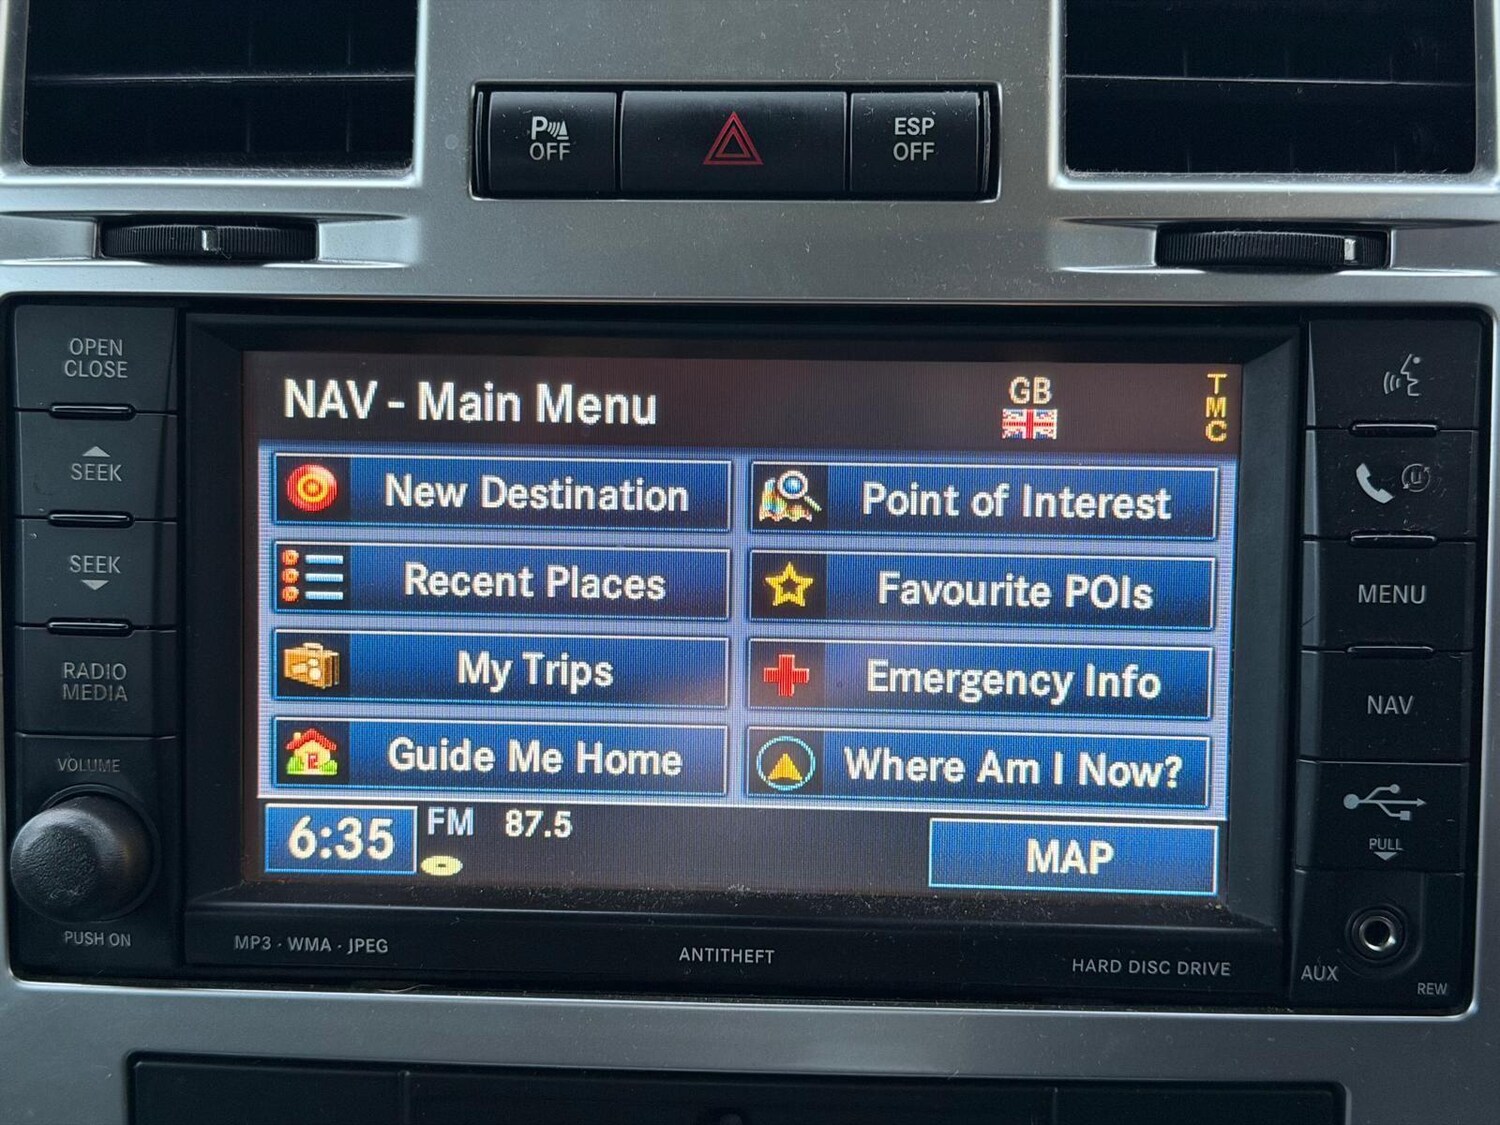 P
OFF
ESP
OFF
OPEN
CLOSE
SEEK
SEEK
RADIO
MEDIA
VOLUME
PUSH ON
NAV - Main Menu
GB
TMC
New Destination
Point of Interest
Recent Places
Favourite POIs
My Trips
Emergency Info
Guide Me Home
Where Am I Now?
6:35
FM 87.5
MAP
MP3 · WMA · JPEG
ANTITHEFT
HARD DISC DRIVE
MENU
NAV
PULL
AUX
REW